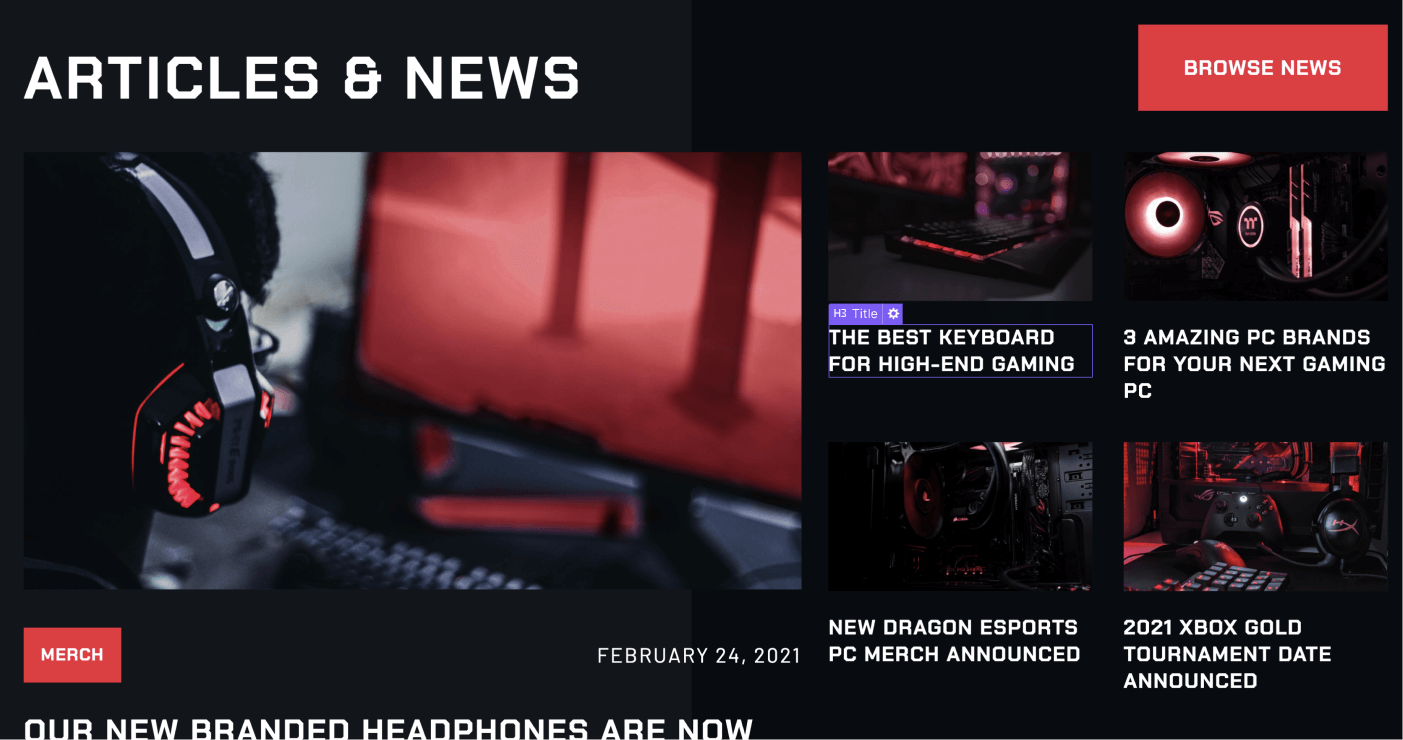 ARTICLES & NEWS
BROWSE NEWS
H3 Title
THE BEST KEYBOARD
FOR HIGH-END GAMING
3 AMAZING PC BRANDS
FOR YOUR NEXT GAMING
PC
MERCH
FEBRUARY 24, 2021
OUR NEW BRANDED HEADPHONES ARE NOW
NEW DRAGON ESPORTS
PC MERCH ANNOUNCED
2021 XBOX GOLD
TOURNAMENT DATE
ANNOUNCED